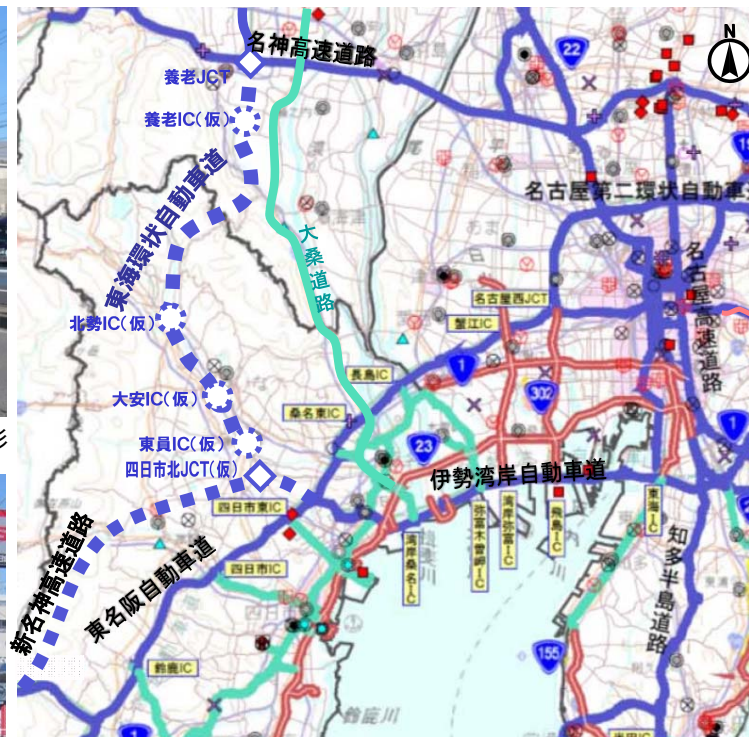 N
名神高速道路
22
養老JCT
養老IC(仮)
東海環状自動車道
名古屋第二環状自動車
大桑道路
名古屋高速道路
名古屋西JCT
北勢IC(仮)
蟹江IC
1
長島IC
302
大安IC(仮)
桑名東IC
1
東員IC(仮)
23
四日市北JCT(仮)
伊勢湾岸自動車道
四日市東IC
東海IC
飛島IC
湾岸弥富IC
弥富木曽岬IC
湾岸桑名IC
新名神高速道路
東名阪自動車道
知多半島道路
四日市IC
155
鈴鹿IC
鈴鹿川
1